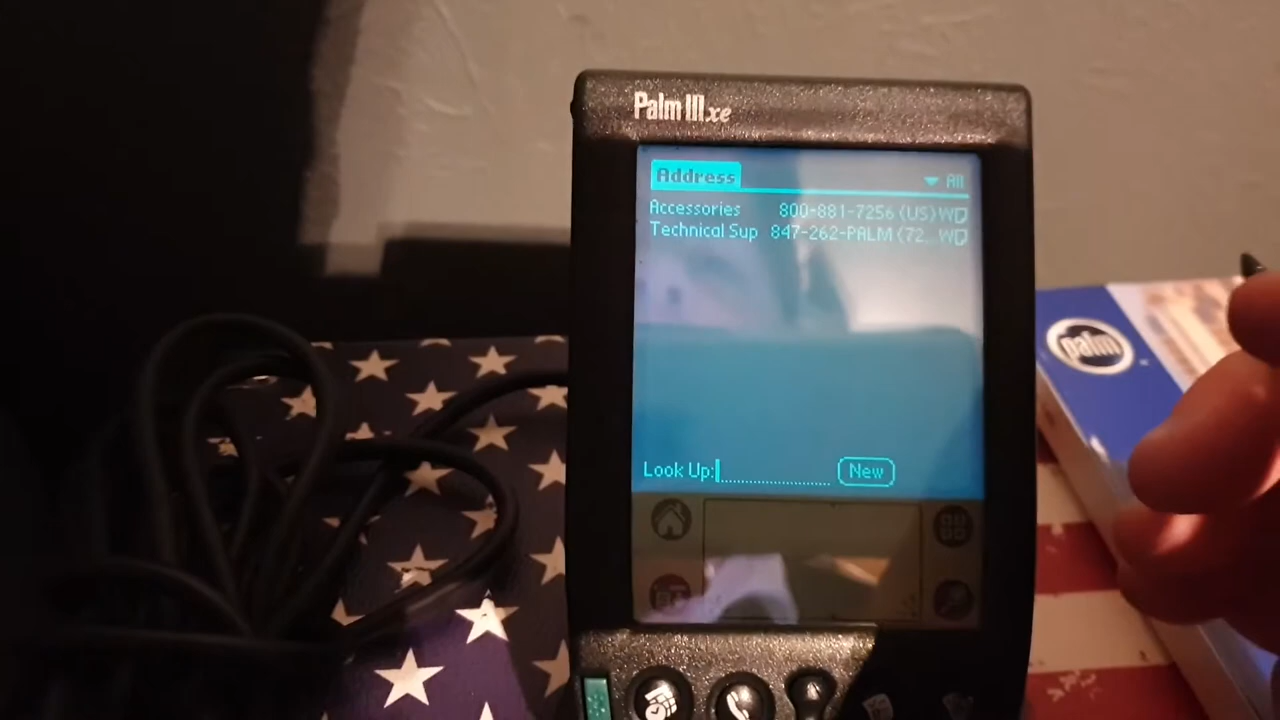 Palm IIIxe
Address
All
Accessories 800-881-7256 (US) W
Technical Sup 847-262-PALM (72... W
Look Up:
New
palm